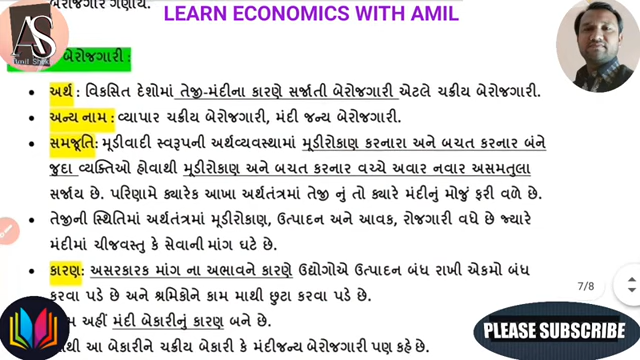 બેરોજગાર ગણાય.
LEARN ECONOMICS WITH AMIL
AS
બેરોજગારી :
• અર્થ : વિકસિત દેશોમાં તેજી-મંદીના કારણે સર્જાતી બેરોજગારી એટલે ચક્રીય બેરોજગારી.
• અન્ય નામ : વ્યાપાર ચક્રીય બેરોજગારી, મંદી જન્ય બેરોજગારી.
• સમજૂતિ: મૂડીવાદી સ્વરૂપની અર્થવ્યવસ્થામાં મૂડીરોકાણ કરનારા અને બચત કરનાર બંને
જુદા વ્યક્તિઓ હોવાથી મૂડીરોકાણ અને બચત કરનાર વચ્ચે અવાર નવાર અસમતુલા
સર્જાય છે. પરિણામે ક્યારેક આખા અર્થતંત્રમાં તેજી નું તો ક્યારે મંદીનું મોજું ફરી વળે છે.
• તેજીની સ્થિતિમાં અર્થતંત્રમાં મૂડીરોકાણ, ઉત્પાદન અને આવક, રોજગારી વધે છે જ્યારે
મંદીમાં ચીજવસ્તુ કે સેવાની માંગ ઘટે છે.
• કારણ: અસરકારક માંગ ના અભાવને કારણે ઉદ્યોગોએ ઉત્પાદન બંધ રાખી એકમો બંધ
કરવા પડે છે અને શ્રમિકોને કામ માથી છુટા કરવા પડે છે.
7/8
અહીં મંદી બેકારીનું કારણ બને છે.
આ બેકારીને ચક્રીય બેકારી કે મંદીજન્ય બેરોજગારી પણ કહે છે.
PLEASE SUBSCRIBE